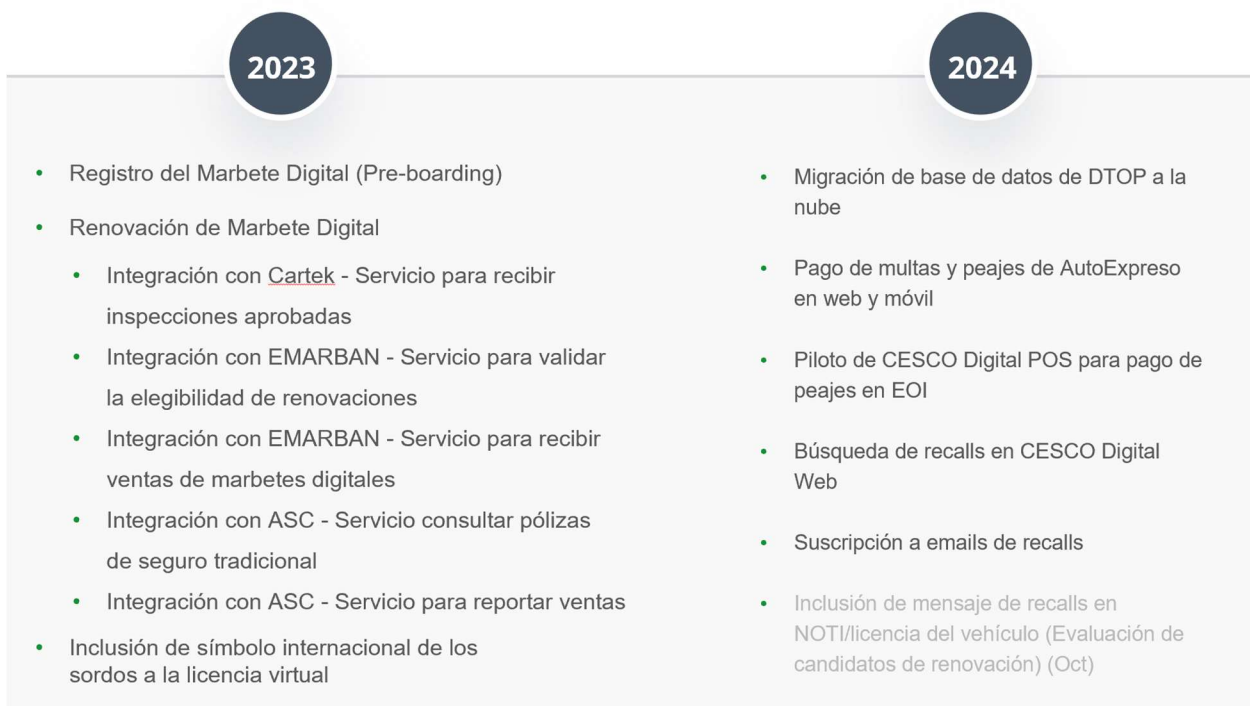 2023
• Registro del Marbete Digital (Pre-boarding)
• Renovación de Marbete Digital
• Integración con Cartek - Servicio para recibir
inspecciones aprobadas
• Integración con EMARBAN - Servicio para validar
la elegibilidad de renovaciones
• Integración con EMARBAN - Servicio para recibir
ventas de marbetes digitales
• Integración con ASC - Servicio consultar pólizas
de seguro tradicional
• Integración con ASC - Servicio para reportar ventas
• Inclusión de símbolo internacional de los
sordos a la licencia virtual
2024
• Migración de base de datos de DTOP a la
nube
• Pago de multas y peajes de AutoExpreso
en web y móvil
• Piloto de CESCO Digital POS para pago de
peajes en EOI
• Búsqueda de recalls en CESCO Digital
Web
• Suscripción a emails de recalls
• Inclusión de mensaje de recalls en
NOTI/licencia del vehículo (Evaluación de
candidatos de renovación) (Oct)